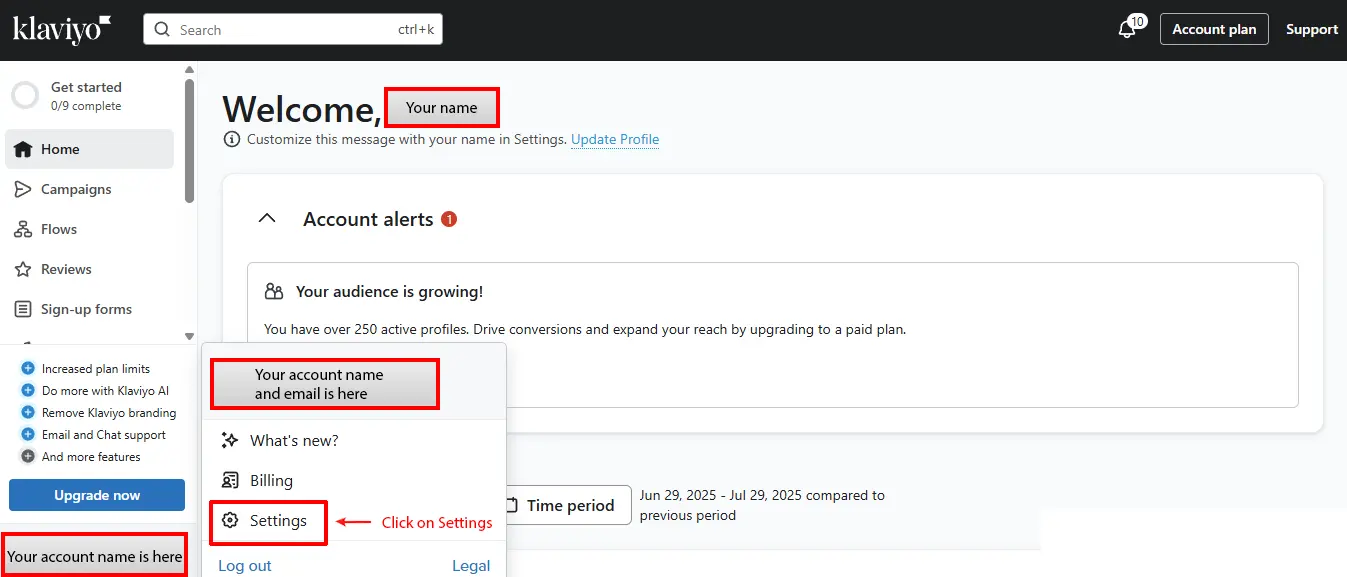 klaviyo
Search
ctrl+k
10
Account plan
Support
Get started
0/9 complete
Home
Campaigns
Flows
Reviews
Sign-up forms
Increased plan limits
Do more with Klaviyo AI
Remove Klaviyo branding
Email and Chat support
And more features
Upgrade now
Your account name is here
Welcome,
Your name
Customize this message with your name in Settings. Update Profile
Account alerts 1
Your audience is growing!
You have over 250 active profiles. Drive conversions and expand your reach by upgrading to a paid plan.
Your account name
and email is here
What's new?
Billing
Settings
Click on Settings
Log out
Legal
Time period
Jun 29, 2025 - Jul 29, 2025 compared to
previous period